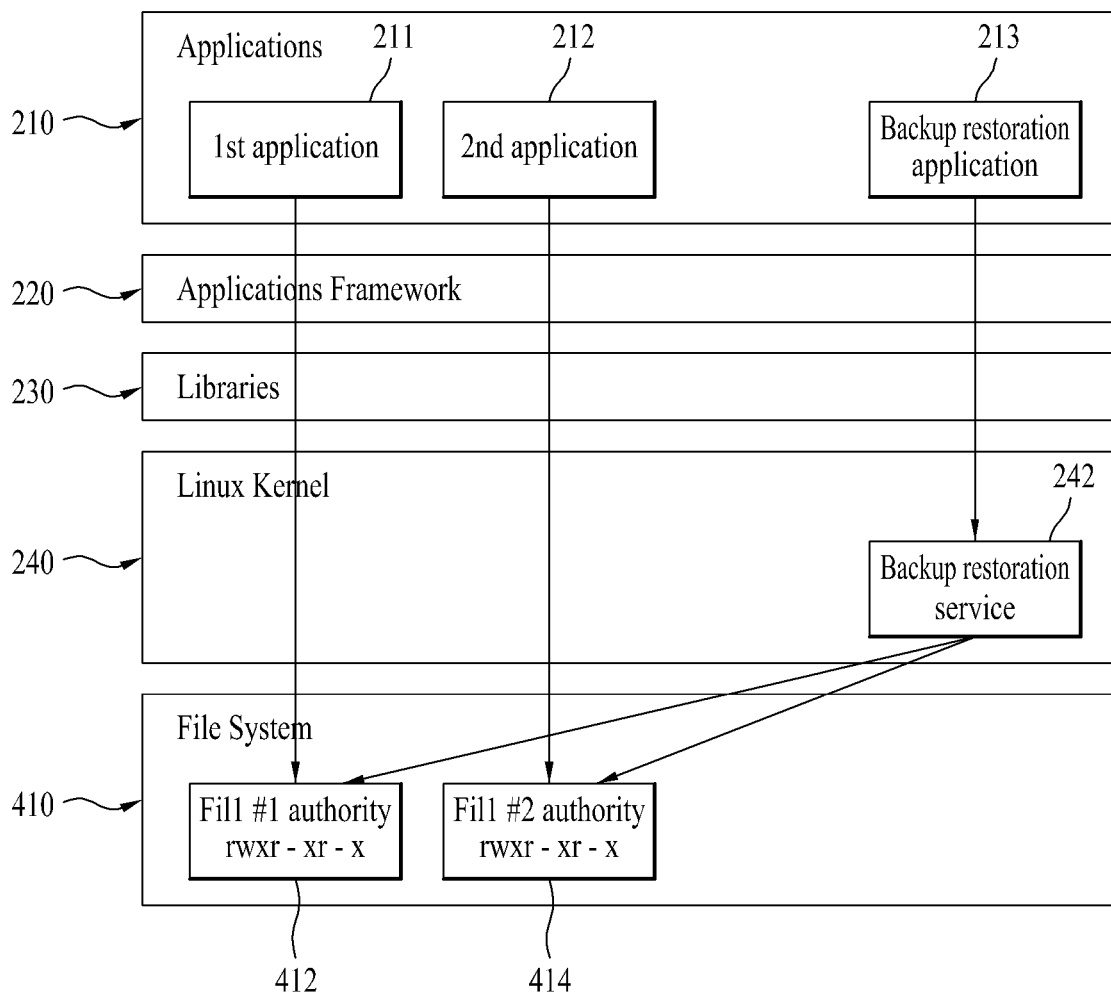 Applications
211
212
213
210
1st application
2nd application
Backup restoration
application
220
Applications Framework
230
Libraries
Linux Kernel
242
240
Backup restoration
service
File System
410
Fil1 #1 authority
rwxr - xr - x
Fil1 #2 authority
rwxr - xr - x
412
414